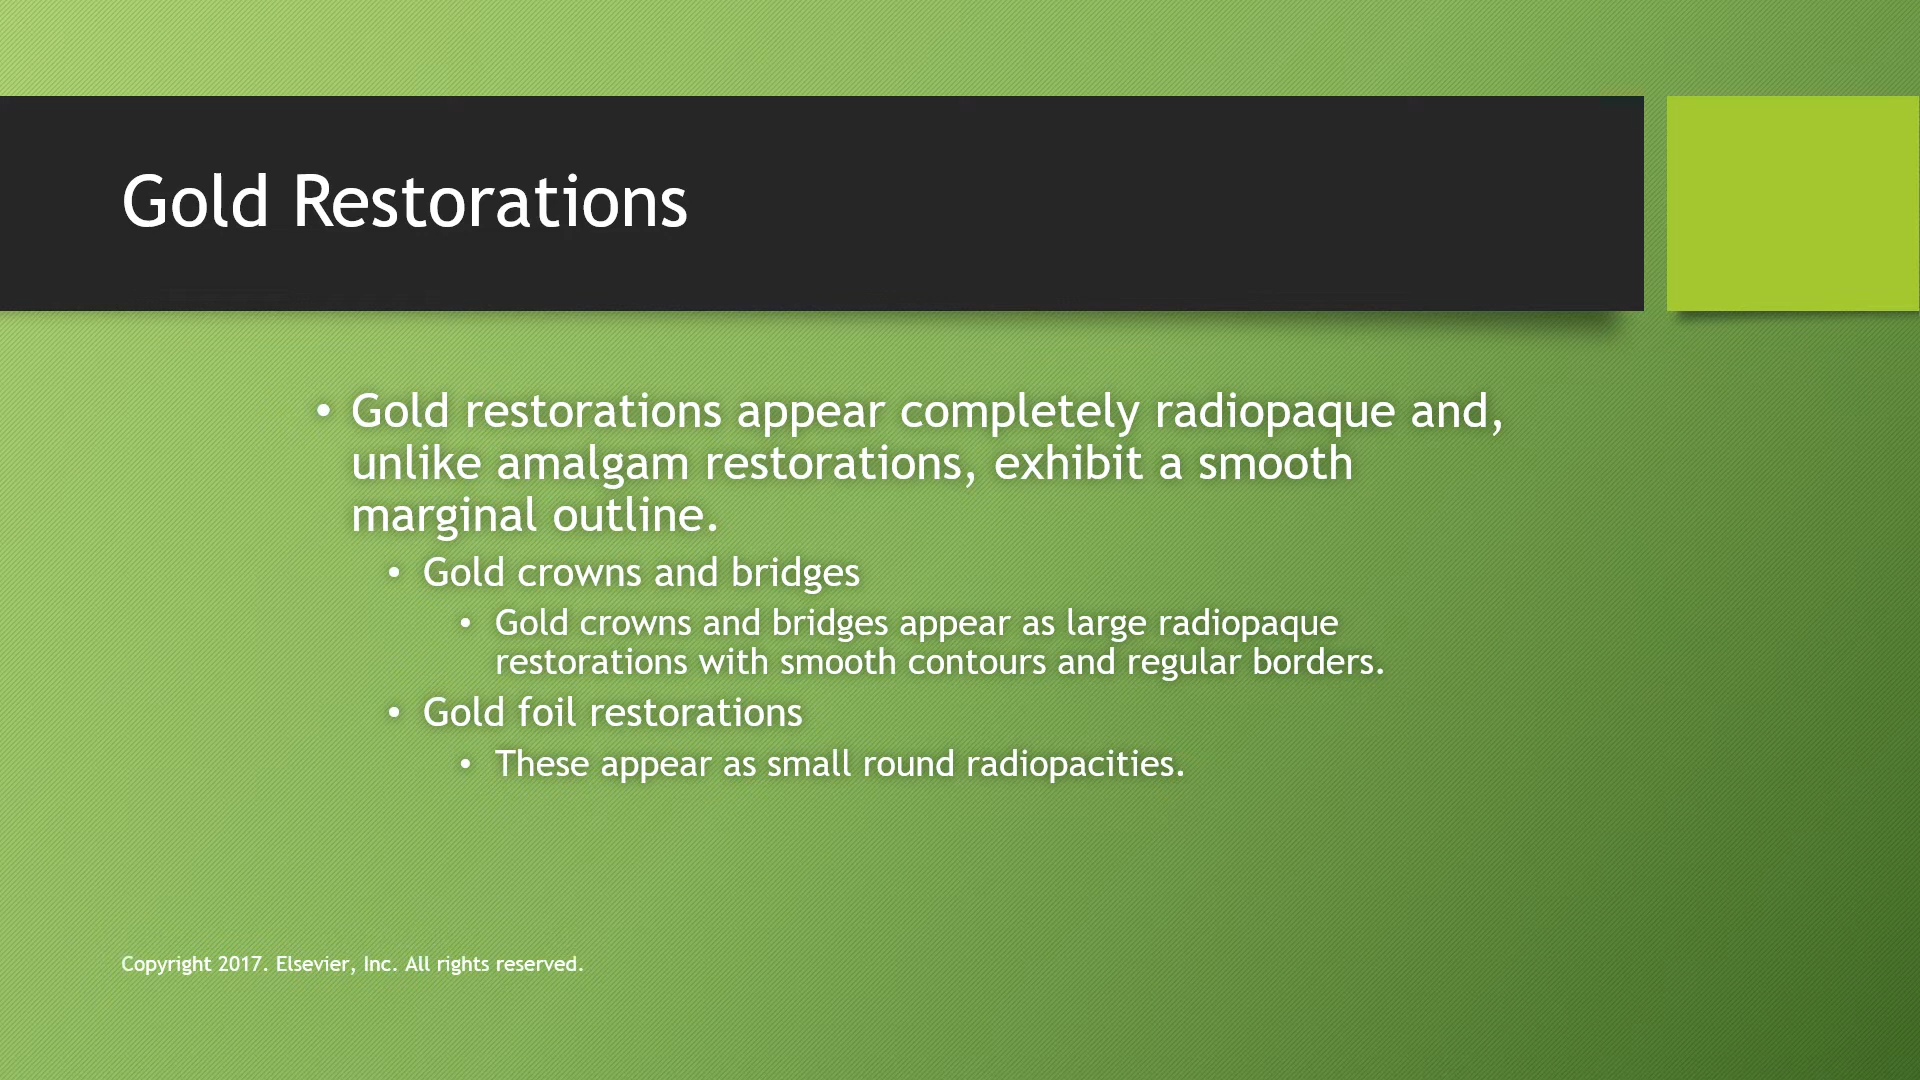 Gold Restorations
• Gold restorations appear completely radiopaque and,
unlike amalgam restorations, exhibit a smooth
marginal outline.
• Gold crowns and bridges
• Gold crowns and bridges appear as large radiopaque
restorations with smooth contours and regular borders.
• Gold foil restorations
• These appear as small round radiopacities.
Copyright 2017. Elsevier, Inc. All rights reserved.